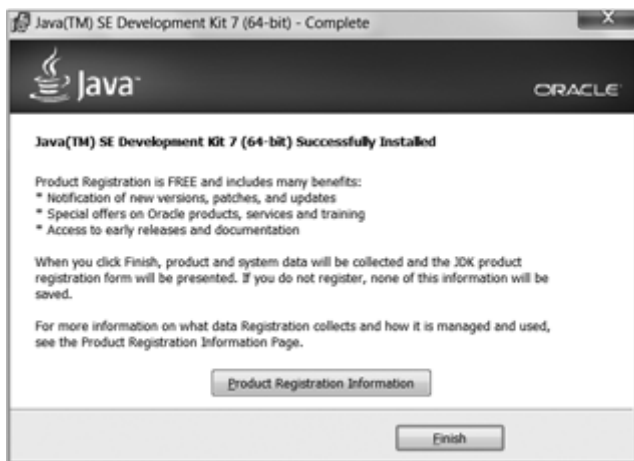 Java(TM) SE Development Kit 7 (64-bit) - Complete
Java™
ORACLE
Java(TM) SE Development Kit 7 (64-bit) Successfully Installed
Product Registration is FREE and includes many benefits:
* Notification of new versions, patches, and updates
* Special offers on Oracle products, services and training
* Access to early releases and documentation
When you click Finish, product and system data will be collected and the JDK product
registration form will be presented. If you do not register, none of this information will be
saved.
For more information on what data Registration collects and how it is managed and used,
see the Product Registration Information Page.
Product Registration Information
Finish